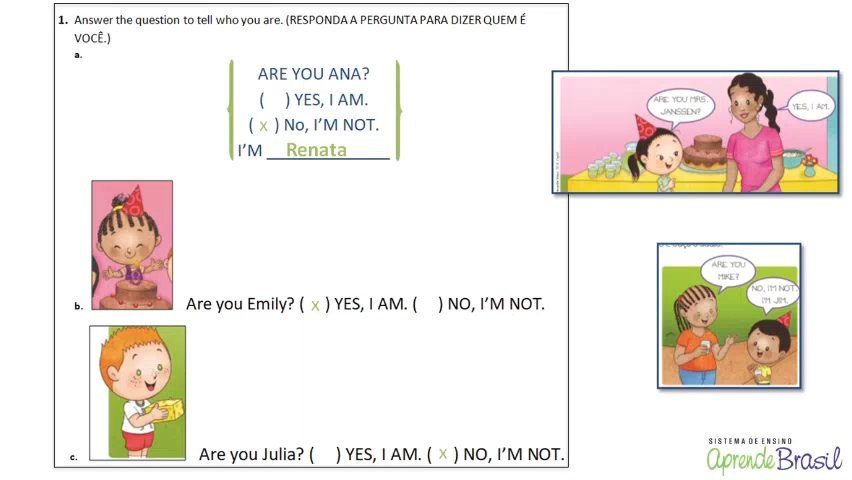 1. Answer the question to tell who you are. (RESPONDA A PERGUNTA PARA DIZER QUEM É
VOCÊ.)
a.
ARE YOU ANA?
( ) YES, I AM.
( x ) No, I'M NOT.
I'M Renata
b. Are you Emily? ( x ) YES, I AM. ( ) NO, I'M NOT.
c. Are you Julia? ( ) YES, I AM. ( x ) NO, I'M NOT.
ARE YOU MRS.
JANSSEN?
YES, I AM.
ARE YOU
MIKE?
NO, I'M NOT.
I'M JIM.
SISTEMA DE ENSINO
Aprende Brasil